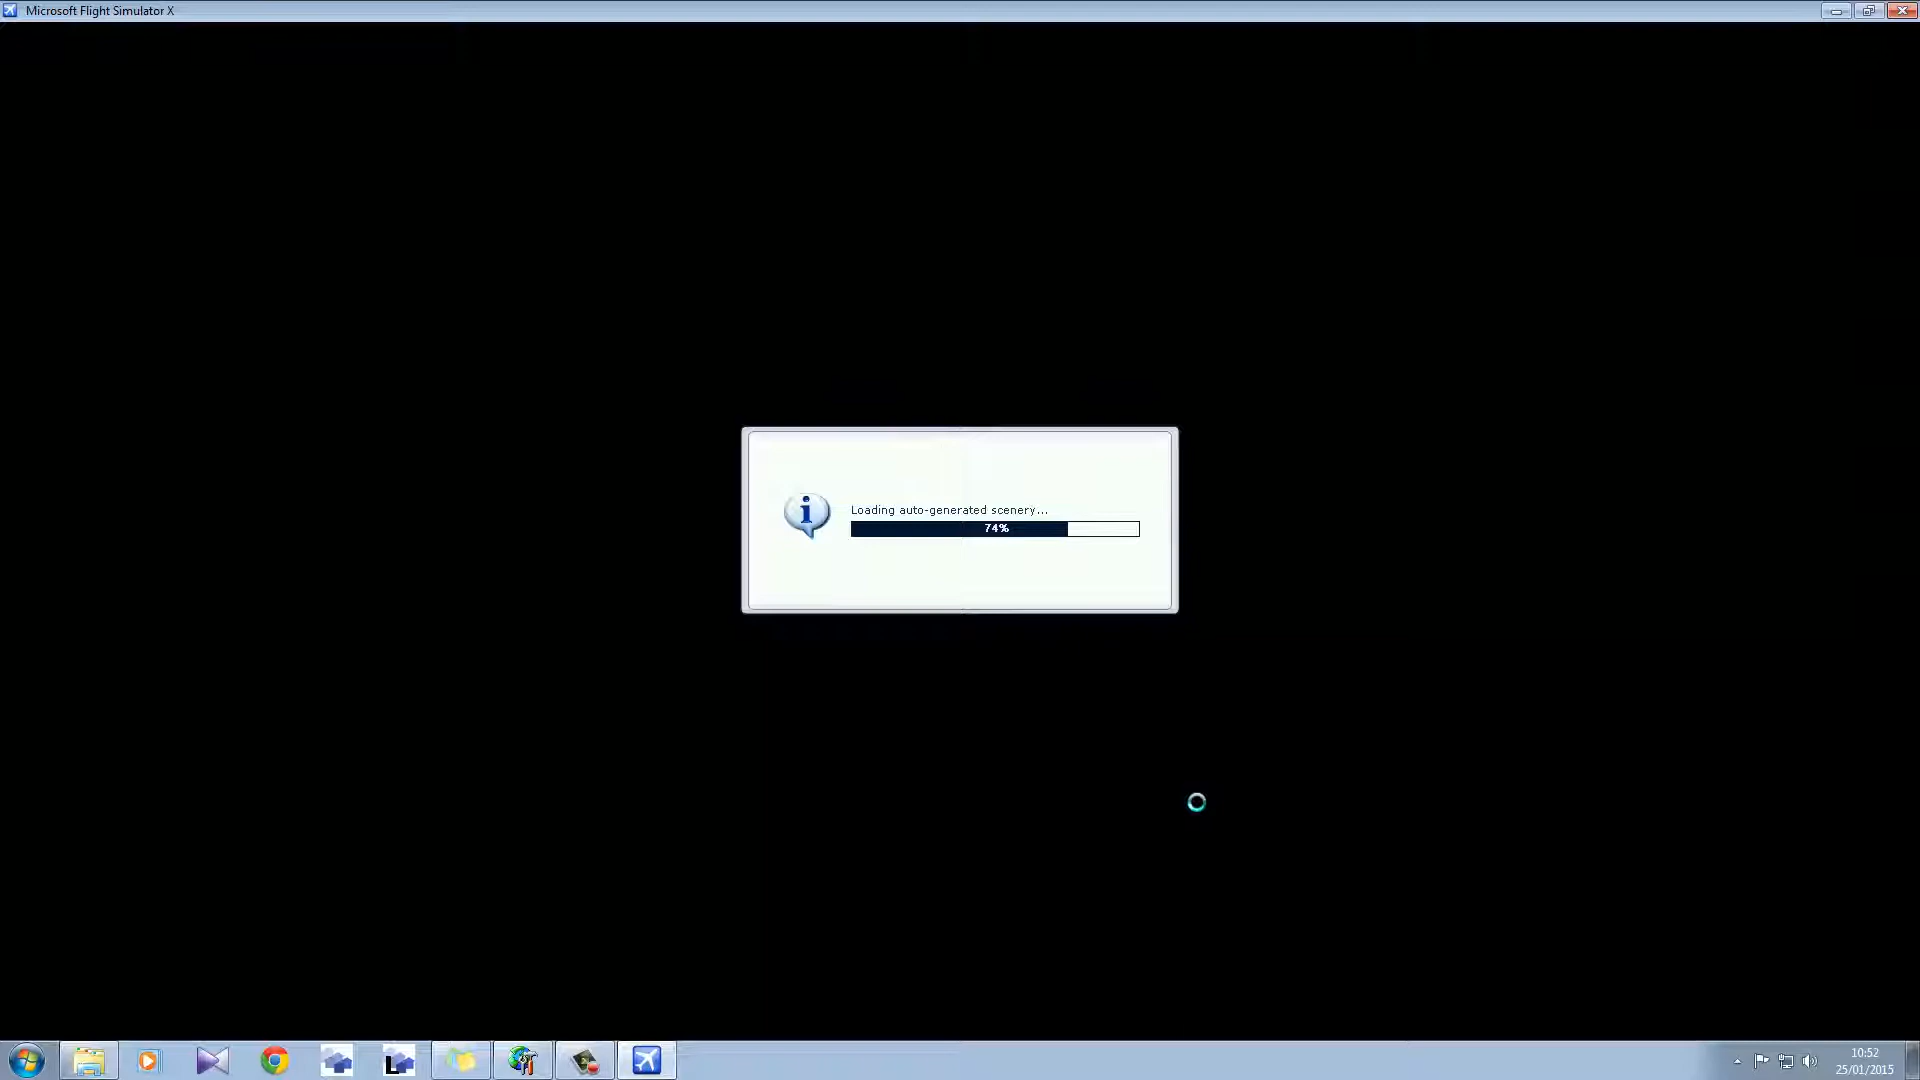 Microsoft Flight Simulator X
Loading auto-generated scenery...
74%
10:52
25/01/2015